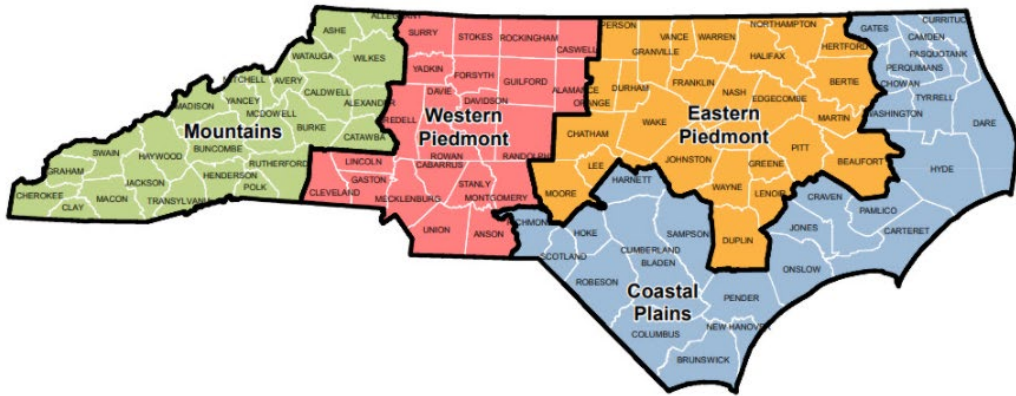 ALLEGHANY
ASHE
SURRY
STOKES
ROCKINGHAM
CASWELL
PERSON
VANCE
WARREN
NORTHAMPTON
GATES
CURRITUCK
CAMDEN
GRANVILLE
HALIFAX
HERTFORD
PASQUOTANK
PERQUIMANS
WATAUGA
WILKES
YADKIN
FORSYTH
GUILFORD
ALAMANCE
ORANGE
DURHAM
FRANKLIN
NASH
BERTIE
CHOWAN
MITCHELL
AVERY
CALDWELL
DAVIE
DAVIDSON
EDGECOMBE
TYRRELL
MADISON
YANCEY
MCDOWELL
ALEXANDER
IREDELL
WAKE
MARTIN
WASHINGTON
DARE
Mountains
Western
Piedmont
Eastern
Piedmont
BURKE
CATAWBA
CHATHAM
PITT
BUNCOMBE
SWAIN
HAYWOOD
RUTHERFORD
ROWAN
RANDOLPH
LEE
JOHNSTON
GREENE
BEAUFORT
HYDE
GRAHAM
JACKSON
HENDERSON
POLK
LINCOLN
CABARRUS
GASTON
STANLY
CLEVELAND
MECKLENBURG
MONTGOMERY
MOORE
HARNETT
WAYNE
LENOIR
CRAVEN
PAMLICO
CHEROKEE
CLAY
MACON
TRANSYLVANIA
UNION
ANSON
RICHMOND
HOKE
SAMPSON
DUPLIN
JONES
CARTERET
SCOTLAND
CUMBERLAND
BLADEN
ROBESON
ONSLOW
Coastal
Plains
PENDER
COLUMBUS
NEW HANOVER
BRUNSWICK